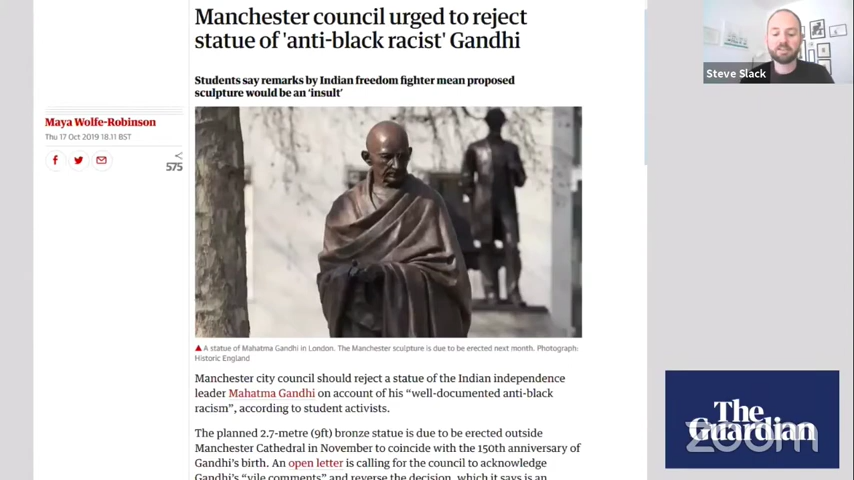 Manchester council urged to reject
statue of 'anti-black racist' Gandhi
Students say remarks by Indian freedom fighter mean proposed
sculpture would be an ‘insult’
Maya Wolfe-Robinson
Thu 17 Oct 2019 18.11 BST
575
A statue of Mahatma Gandhi in London. The Manchester sculpture is due to be erected next month. Photograph:
Historic England
Manchester city council should reject a statue of the Indian independence
leader Mahatma Gandhi on account of his “well-documented anti-black
racism”, according to student activists.
The planned 2.7-metre (9ft) bronze statue is due to be erected outside
Manchester Cathedral in November to coincide with the 150th anniversary of
Gandhi’s birth. An open letter is calling for the council to acknowledge
Gandhi’s “vile comments” and reverse the decision, which it says is an
Steve Slack
The
Guardian
zoom